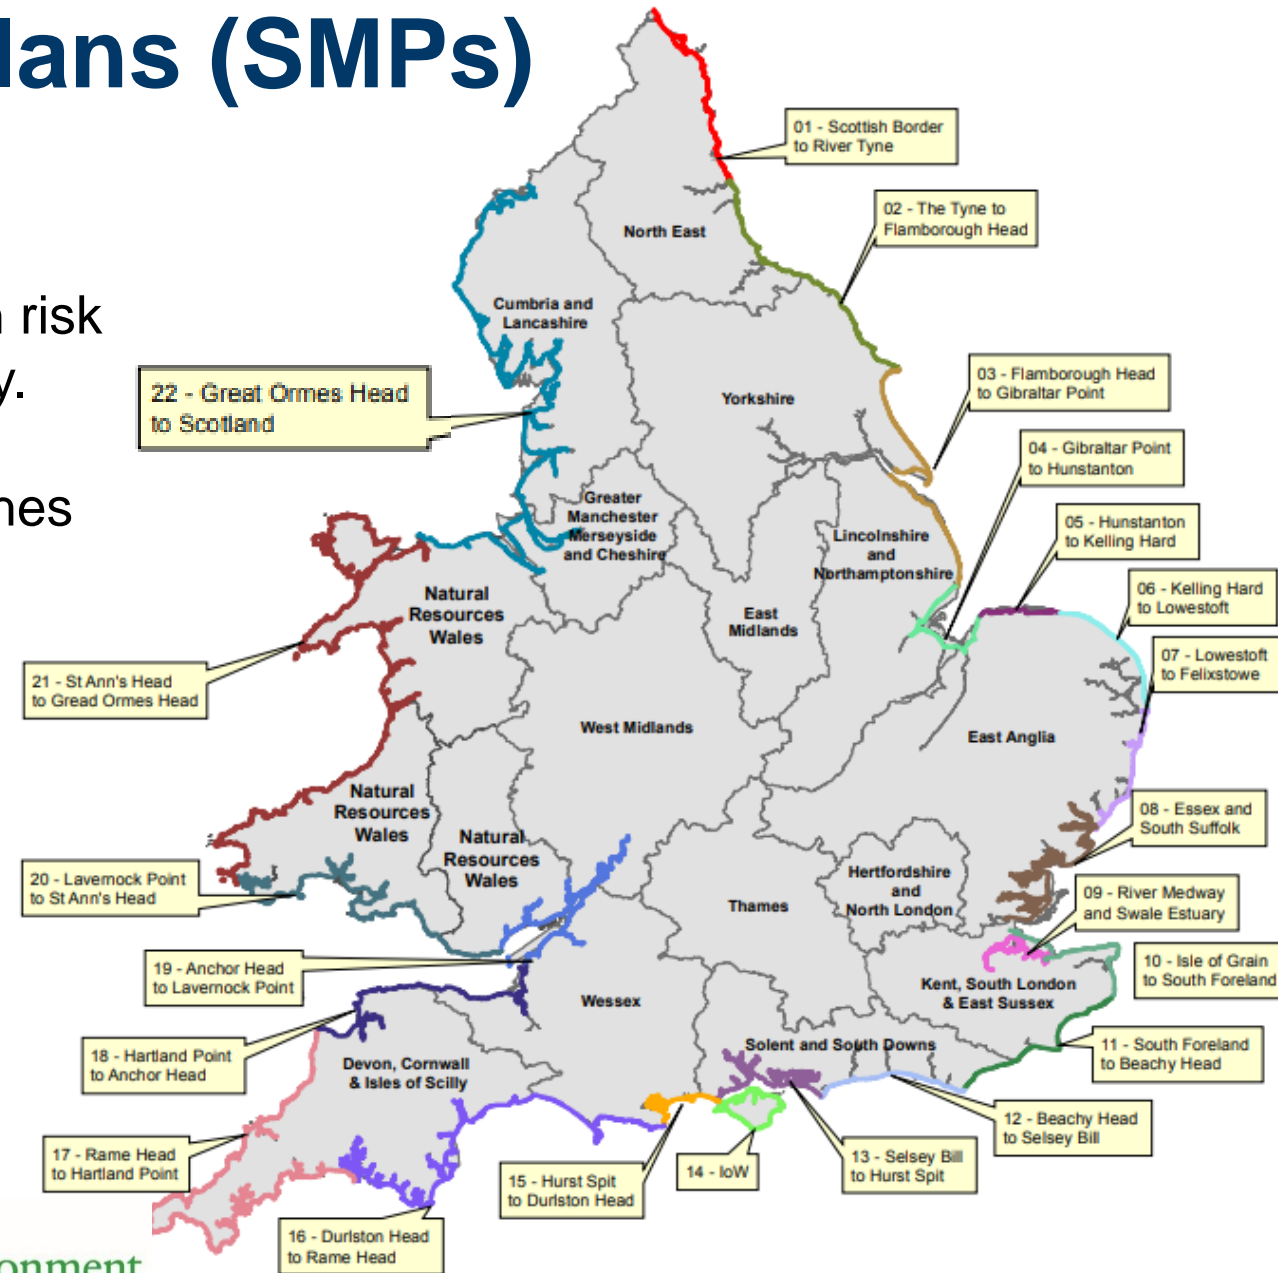 lans (SMPs)
01 - Scottish Border
to River Tyne
02 - The Tyne to
Flamborough Head
North East
n risk
y.
Cumbria and
Lancashire
22 - Great Ormes Head
to Scotland
Yorkshire
03 - Flamborough Head
to Gibraltar Point
04 - Gibraltar Point
to Hunstanton
nes
Greater
Manchester
Merseyside
and Cheshire
Lincolnshire
and
Northamptonshire
05 - Hunstanton
to Kelling Hard
06 - Kelling Hard
to Lowestoft
Natural
Resources
Wales
East
Midlands
07 - Lowestoft
to Felixstowe
21 - St Ann's Head
to Gread Ormes Head
West Midlands
East Anglia
Natural
Resources
Wales
Natural
Resources
Wales
08 - Essex and
South Suffolk
20 - Lavernock Point
to St Ann's Head
Hertfordshire
and
North London
Thames
09 - River Medway
and Swale Estuary
19 - Anchor Head
to Lavernock Point
Wessex
Kent, South London
& East Sussex
10 - Isle of Grain
to South Foreland
18 - Hartland Point
to Anchor Head
Devon, Cornwall
& Isles of Scilly
Solent and South Downs
11 - South Foreland
to Beachy Head
12 - Beachy Head
to Selsey Bill
17 - Rame Head
to Hartland Point
15 - Hurst Spit
to Durlston Head
14 - IoW
13 - Selsey Bill
to Hurst Spit
16 - Durlston Head
to Rame Head
onment